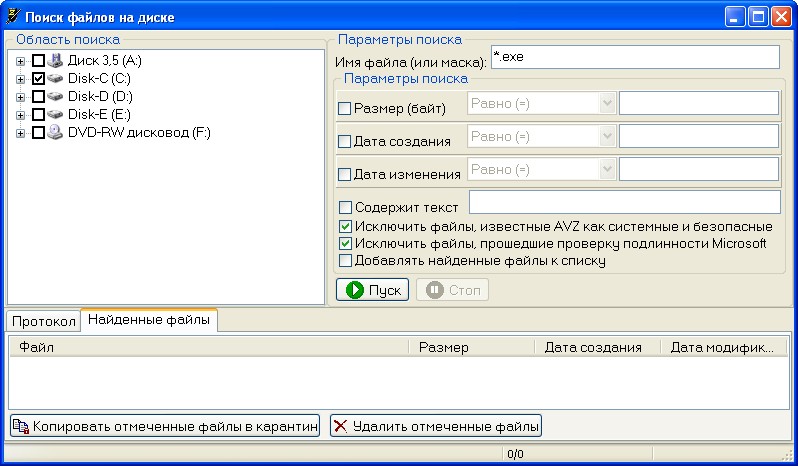 Поиск файлов на диске
Область поиска
Диск 3,5 (A:)
Disk-C (C:)
Disk-D (D:)
Disk-E (E:)
DVD-RW дисковод (F:)
Параметры поиска
Имя файла (или маска): *.exe
Параметры поиска
Размер (байт) Равно (=)
Дата создания Равно (=)
Дата изменения Равно (=)
Содержит текст
Исключить файлы, известные AVZ как системные и безопасные
Исключить файлы, прошедшие проверку подлинности Microsoft
Добавлять найденные файлы к списку
Пуск Стоп
Протокол Найденные файлы
Файл Размер Дата создания Дата модифик...
Копировать отмеченные файлы в карантин Удалить отмеченные файлы
0/0